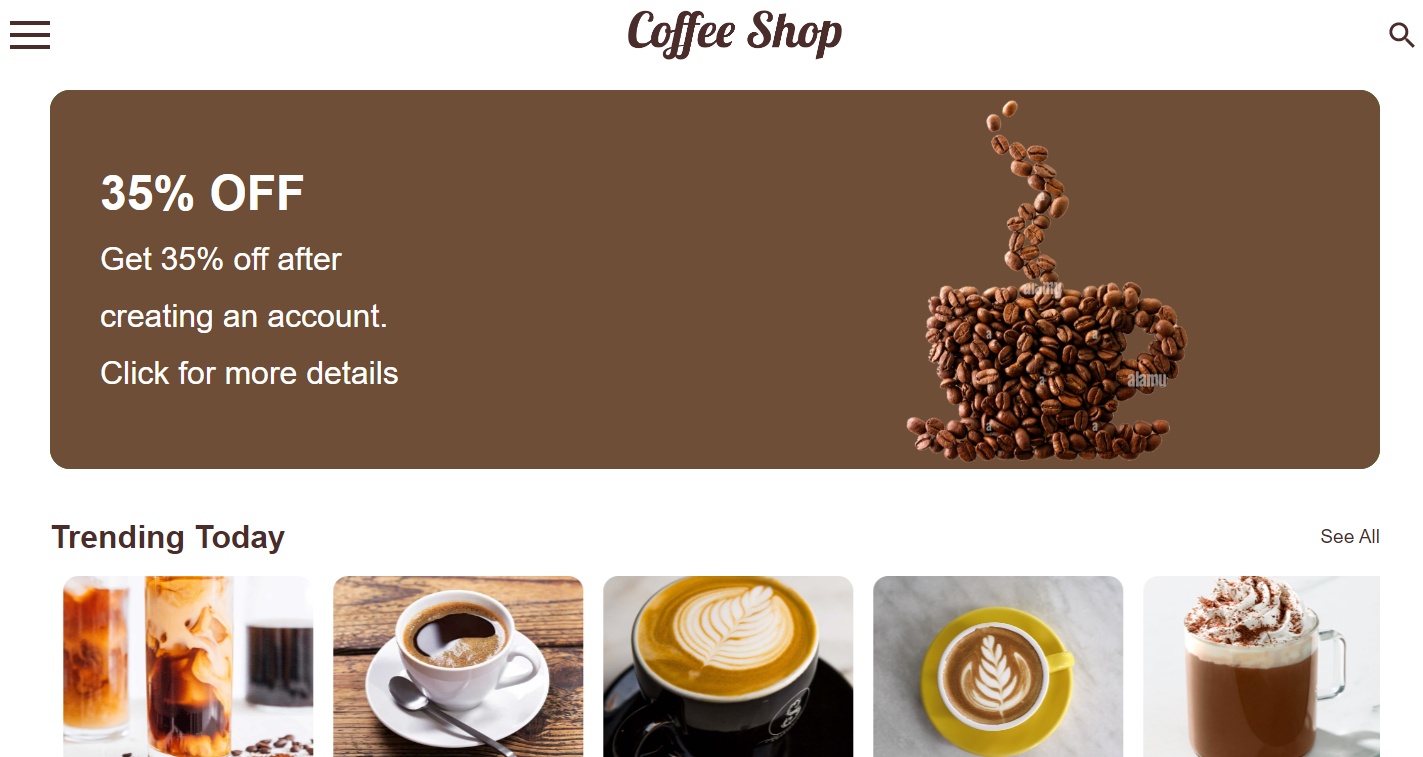 Coffee Shop
35% OFF
Get 35% off after
creating an account.
Click for more details
alamy
a
a
a
alamy
a
a
Trending Today
See All